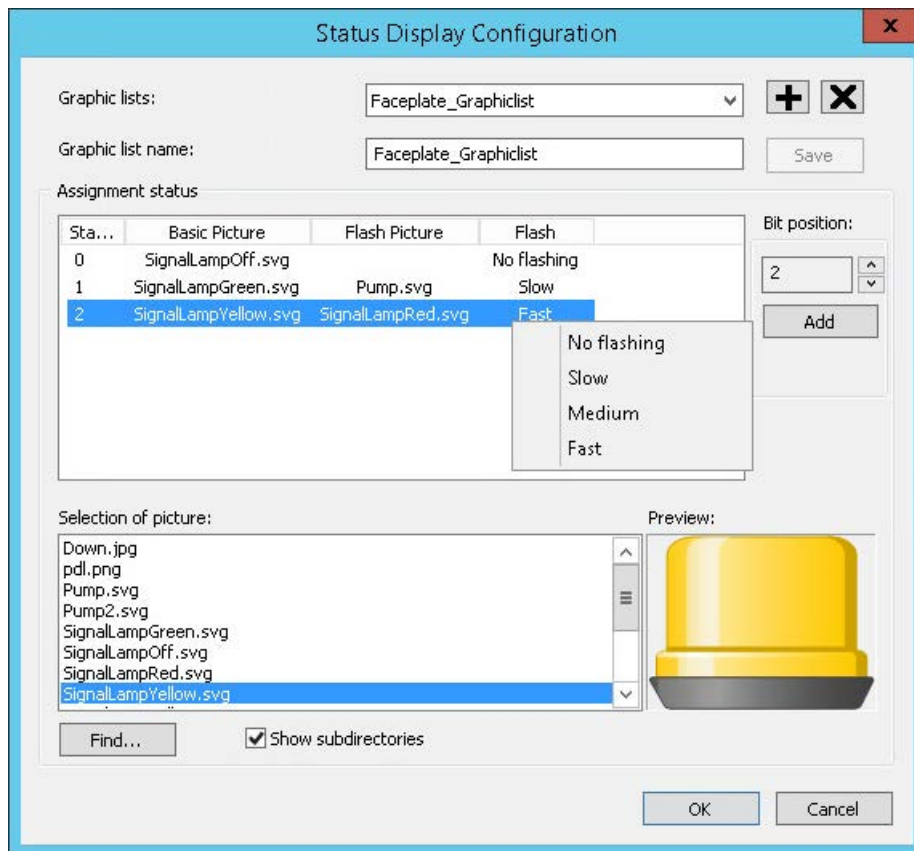 Status Display Configuration
x
Graphic lists: Faceplate_Graphiclist
Graphic list name: Faceplate_Graphiclist Save
Assignment status
Sta... Basic Picture Flash Picture Flash
0 SignalLampOff.svg No flashing
1 SignalLampGreen.svg Pump.svg Slow
2 SignalLampYellow.svg SignalLampRed.svg Fast
Bit position:
2
Add
No flashing
Slow
Medium
Fast
Selection of picture:
Down.jpg
pdl.png
Pump.svg
Pump2.svg
SignalLampGreen.svg
SignalLampOff.svg
SignalLampRed.svg
SignalLampYellow.svg
Preview:
Find... Show subdirectories
OK Cancel